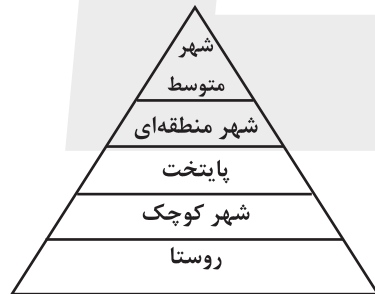 شهر
متوسط
شهر منطقه‌ای
پایتخت
شهر کوچک
روستا